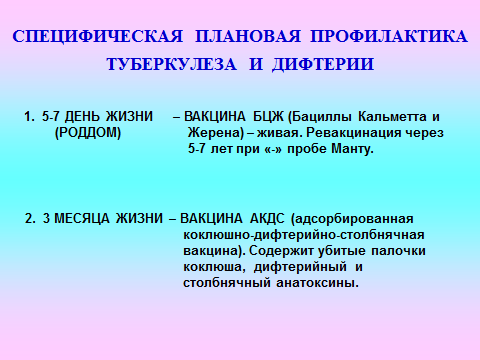 СПЕЦИФИЧЕСКАЯ ПЛАНОВАЯ ПРОФИЛАКТИКА
ТУБЕРКУЛЕЗА И ДИФТЕРИИ
1. 5-7 ДЕНЬ ЖИЗНИ – ВАКЦИНА БЦЖ (Бациллы Кальметта и
(РОДДОМ) Жерена) – живая. Ревакцинация через
5-7 лет при «-» пробе Манту.
2. 3 МЕСЯЦА ЖИЗНИ – ВАКЦИНА АКДС (адсорбированная
коклюшно-дифтерийно-столбнячная
вакцина). Содержит убитые палочки
коклюша, дифтерийный и
столбнячный анатоксины.